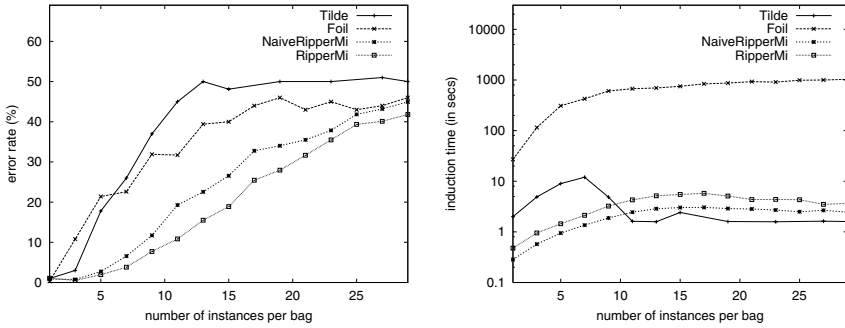 Tilde
Foil
NaiveRipperMi
RipperMi
60
50
40
30
20
10
0
error rate (%)
5
10
15
20
25
number of instances per bag
Tilde
Foil
NaiveRipperMi
RipperMi
10000
1000
100
10
1
0.1
induction time (in secs)
5
10
15
20
25
number of instances per bag